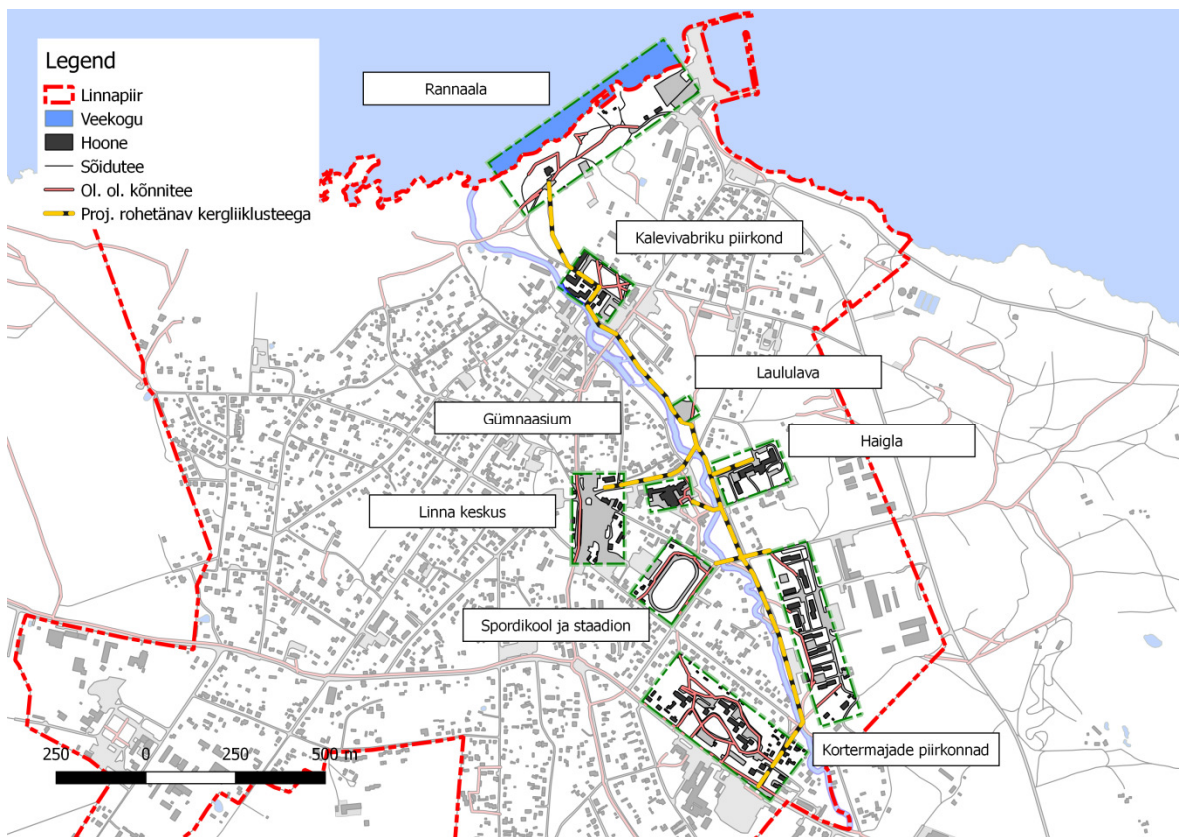 Legend
Linnapiir
Veekogu
Hoone
Sõidutee
Ol. ol. kõnnitee
Proj. rohetänav kergliiklusteega
Rannaala
Kalevivabriku piirkond
Laululava
Gümnaasium
Haigla
Linna keskus
Spordikool ja staadion
Kortermajade piirkonnad
250 0 250 500 m